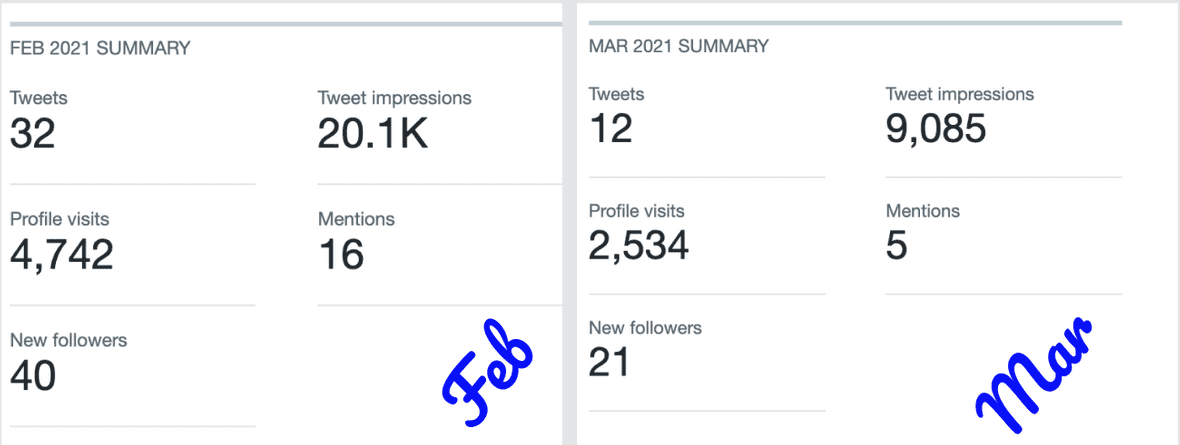 FEB 2021 SUMMARY
Tweets
32
Tweet impressions
20.1K
Profile visits
4,742
Mentions
16
New followers
40
Feb
MAR 2021 SUMMARY
Tweets
12
Tweet impressions
9,085
Profile visits
2,534
Mentions
5
New followers
21
Mar